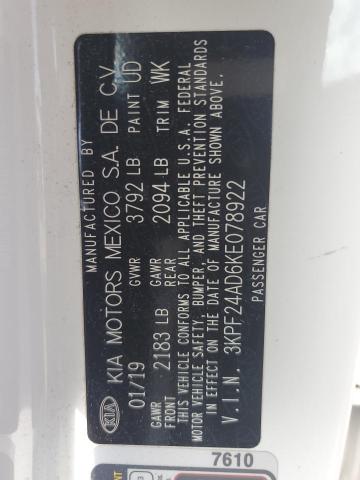 MANUFACTURED BY
KIA KIA MOTORS MEXICO S.A. DE C.V.
01/19 GVWR 3792 LB PAINT UD
GAWR FRONT 2183 LB GAWR REAR 2094 LB TRIM WK
THIS VEHICLE CONFORMS TO ALL APPLICABLE U.S.A. FEDERAL
MOTOR VEHICLE SAFETY, BUMPER, AND THEFT PREVENTION STANDARDS
IN EFFECT ON THE DATE OF MANUFACTURE SHOWN ABOVE.
V.I.N. 3KPF24AD6KE078922
PASSENGER CAR
7610